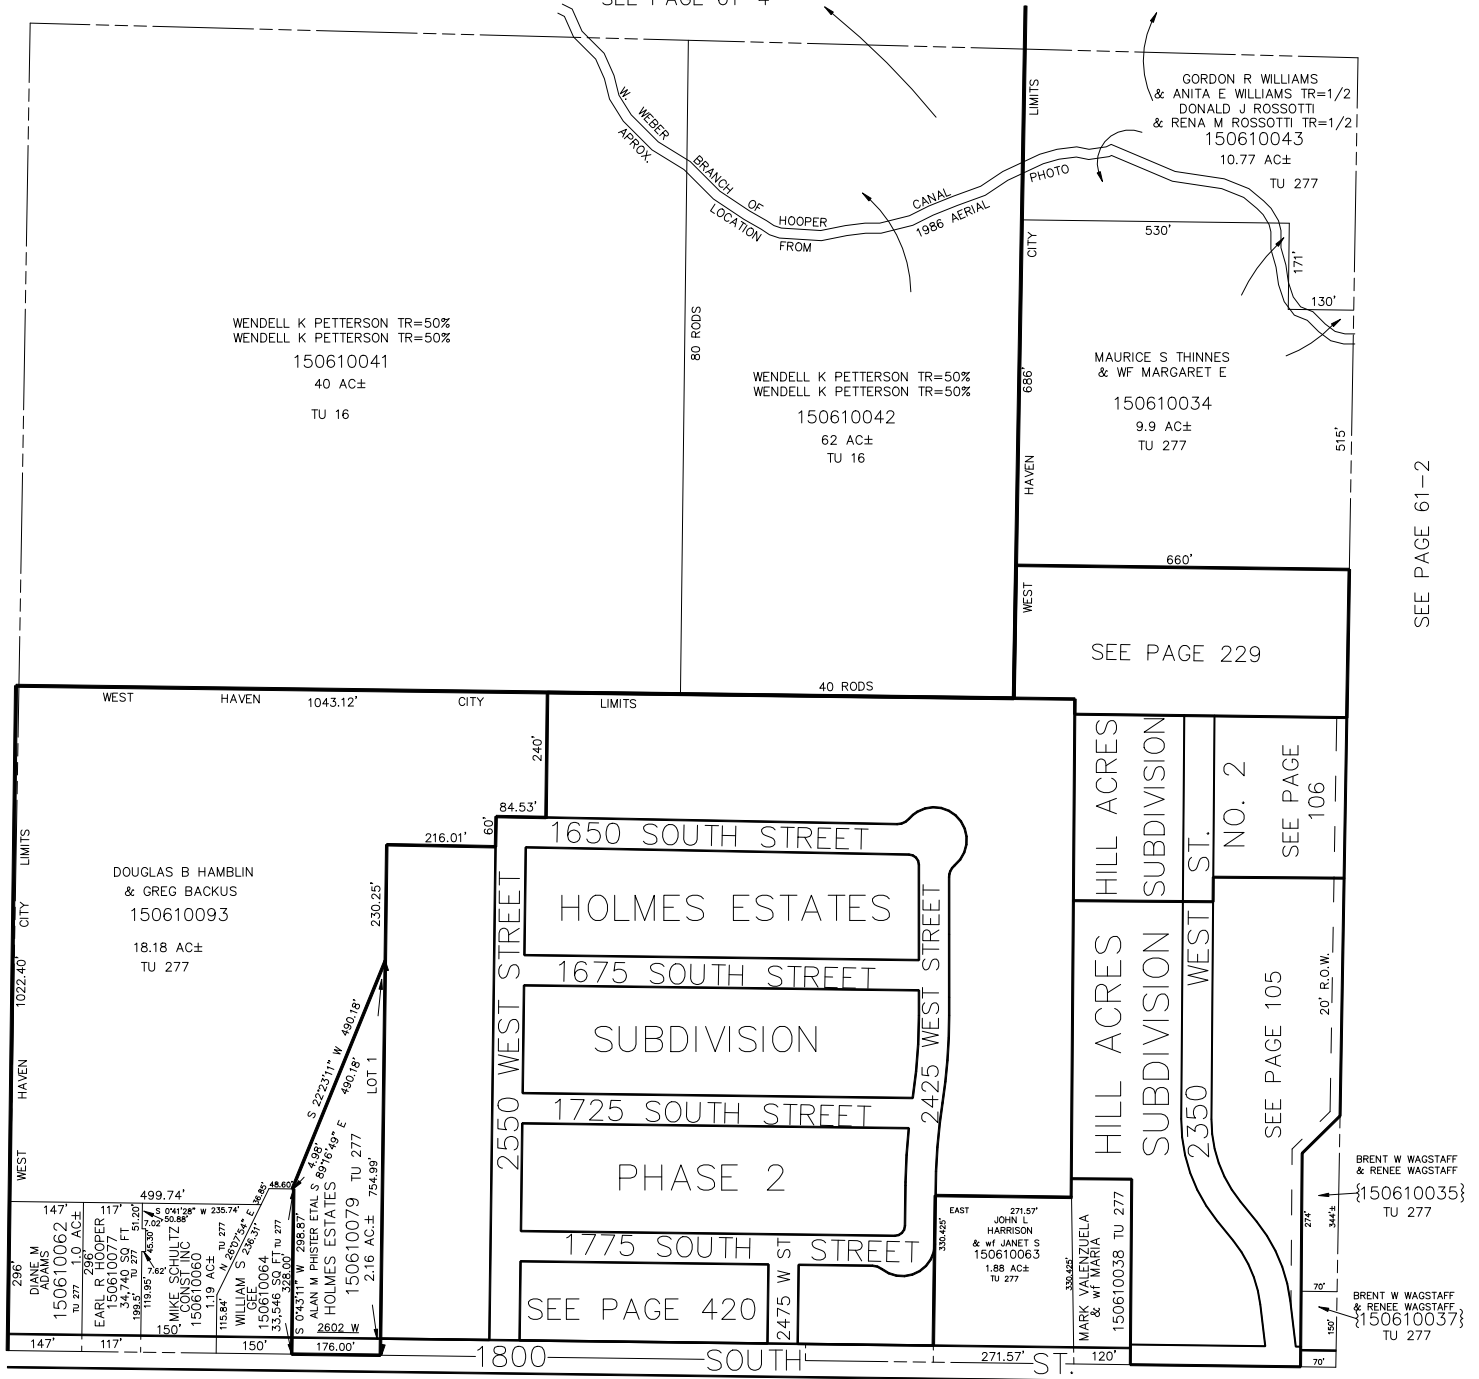 SEE PAGE 61-4
GORDON R WILLIAMS
& ANITA E WILLIAMS TR=1/2
DONALD J ROSSOTTI
& RENA M ROSSOTTI TR=1/2
150610043
10.77 AC±
TU 277
W. WEBER BRANCH OF HOOPER CANAL
APROX. LOCATION FROM 1986 AERIAL PHOTO
LIMITS
CITY
HAVEN
WEST
530'
171'
130'
WENDELL K PETTERSON TR=50%
WENDELL K PETTERSON TR=50%
150610041
40 AC±
TU 16
80 RODS
WENDELL K PETTERSON TR=50%
WENDELL K PETTERSON TR=50%
150610042
62 AC±
TU 16
686'
MAURICE S THINNES
& WF MARGARET E
150610034
9.9 AC±
TU 277
515'
SEE PAGE 61-2
660'
SEE PAGE 229
40 RODS
WEST HAVEN 1043.12' CITY LIMITS
240'
84.53'
60'
216.01'
230.25'
LIMITS
CITY
1022.40'
HAVEN
WEST
DOUGLAS B HAMBLIN
& GREG BACKUS
150610093
18.18 AC±
TU 277
1650 SOUTH STREET
HOLMES ESTATES
1675 SOUTH STREET
SUBDIVISION
1725 SOUTH STREET
PHASE 2
1775 SOUTH STREET
SEE PAGE 420
2550 WEST STREET
2425 WEST STREET
2475 W ST
HILL ACRES
SUBDIVISION
NO. 2
SEE PAGE
106
HILL ACRES
SUBDIVISION
2350 WEST ST.
SEE PAGE 105
20' R.O.W.
S 22°23'11" W 490.18'
490.18'
LOT 1
4.98'
S 89°16'49" E
754.99'
ALAN M PHISTER ETAL
HOLMES ESTATES
150610079 TU 277
2.16 AC.±
S 0°43'11" W 298.87'
328.00'
2602 W
176.00'
499.74'
48.60'
36.85'
147'
296'
DIANE M
ADAMS
150610062
TU 277 1.0 AC±
147'
117'
296'
EARL R HOOPER
150610077
34,740 SQ FT
199.5' TU 277
117'
51.20'
S 0°41'28" W 235.74'
50.88'
7.02'
45.30'
7.62'
119.95'
MIKE SCHULTZ
CONST INC
150610060
1.19 AC±
TU 277
150'
N 26°07'54" E
236.31'
115.84'
WILLIAM S
GEE
150610064
33,546 SQ FT TU 277
150'
EAST 271.57'
330.425'
JOHN L
HARRISON
& wf JANET S
150610063
1.88 AC±
TU 277
271.57'
330.425'
MARK VALENZUELA
& wf MARIA
150610038 TU 277
120'
BRENT W WAGSTAFF
& RENEE WAGSTAFF
{150610035}
TU 277
274'
344'±
70'
BRENT W WAGSTAFF
& RENEE WAGSTAFF
{150610037}
TU 277
150'
70'
1800 SOUTH ST.